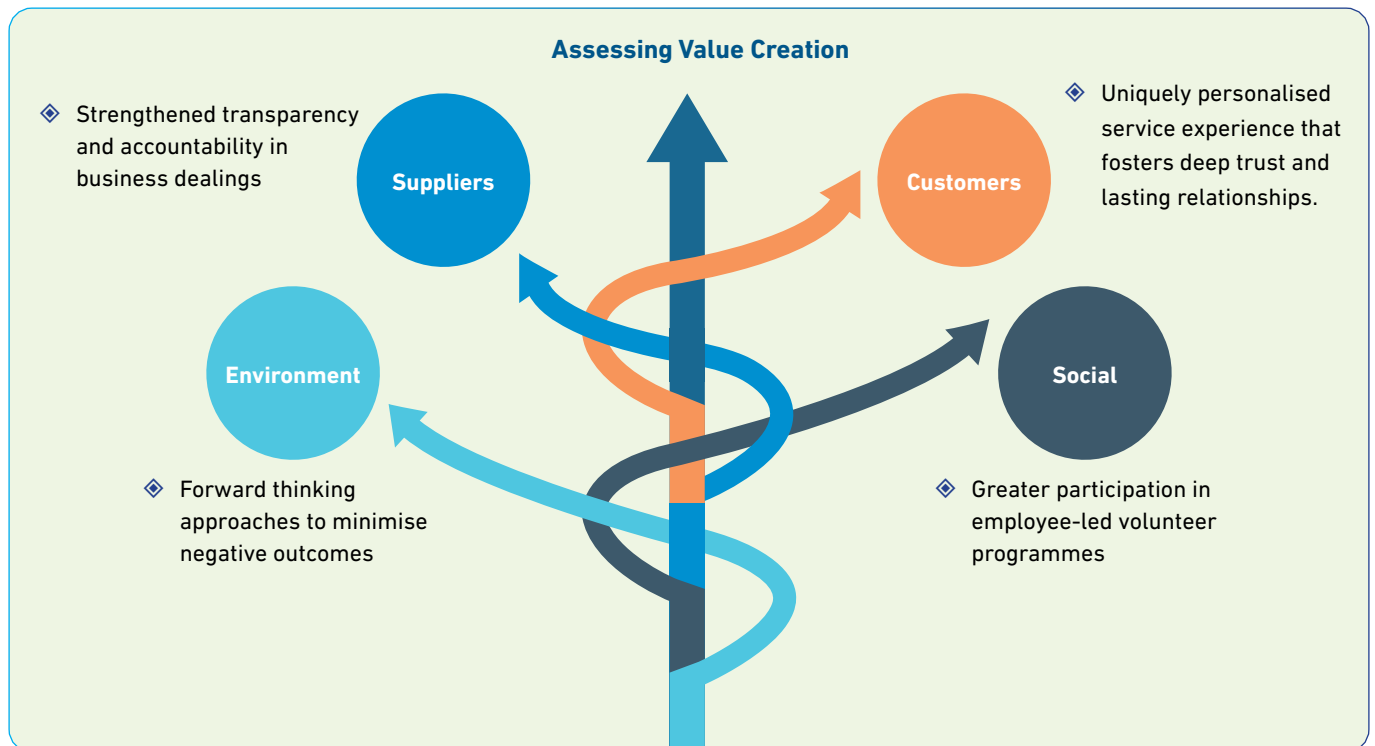 Assessing Value Creation
Strengthened transparency
and accountability in
business dealings
Suppliers
Customers
Uniquely personalised
service experience that
fosters deep trust and
lasting relationships.
Environment
Social
Forward thinking
approaches to minimise
negative outcomes
Greater participation in
employee-led volunteer
programmes